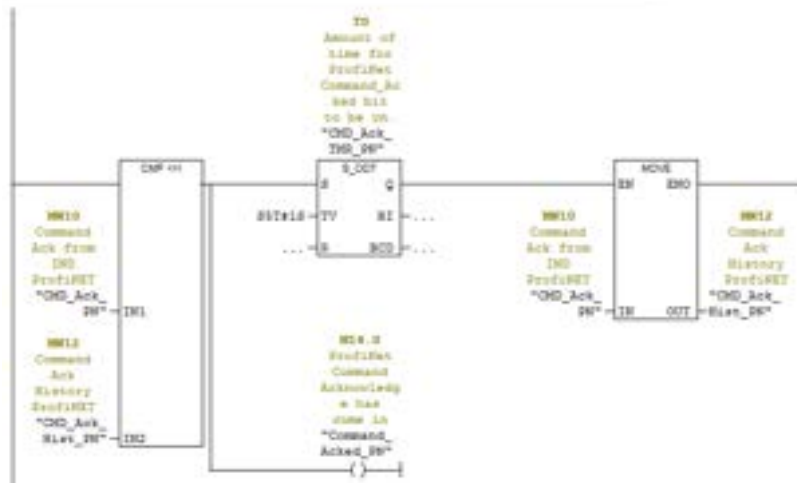 T0
Amount of
time for
ProfiNet
Command_Ac
ked bit
to be on.
"CMD_Ack_
TMR_PN"
CMP <>I
S_ODT
MOVE
S
Q
EN
ENO
S5T#1S
TV
BI
...
...
R
BCD
...
MW10
Command
Ack from
IND
ProfiNET
"CMD_Ack_
PN"
IN1
MW12
Command
Ack
History
ProfiNET
"CMD_Ack_
Hist_PN"
IN2
MW10
Command
Ack from
IND
ProfiNET
"CMD_Ack_
PN"
IN
OUT
MW12
Command
Ack
History
ProfiNET
"CMD_Ack_
Hist_PN"
ProfiNet
Command
Acknowledg
e has
come in
"Command_
Acked_PN"
( )